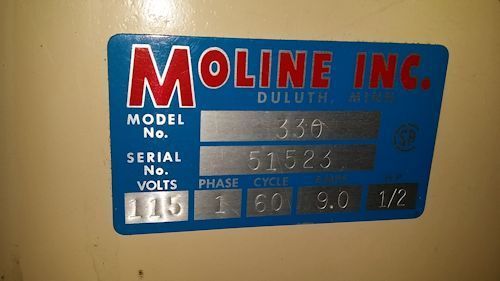 MOLINE INC.
DULUTH, MINN
MODEL No. 330
SERIAL No. 51523
VOLTS PHASE CYCLE AMPS H.P.
115 1 60 9.0 1/2